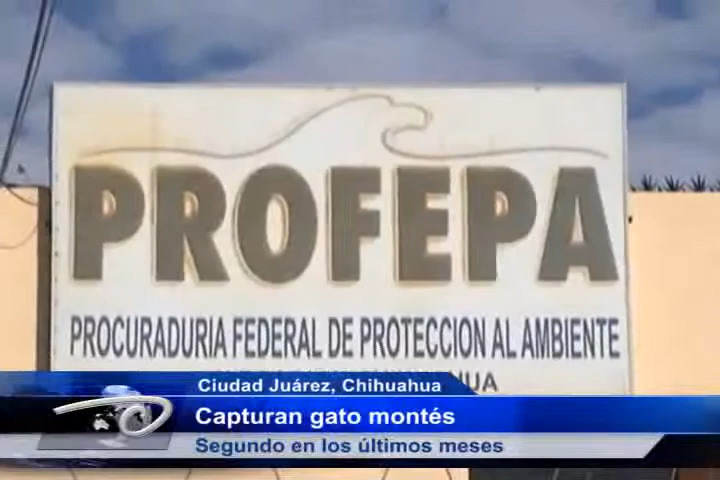 PROFEPA
PROCURADURIA FEDERAL DE PROTECCION AL AMBIENTE
Ciudad Juárez, Chihuahua
Capturan gato montés
Segundo en los últimos meses